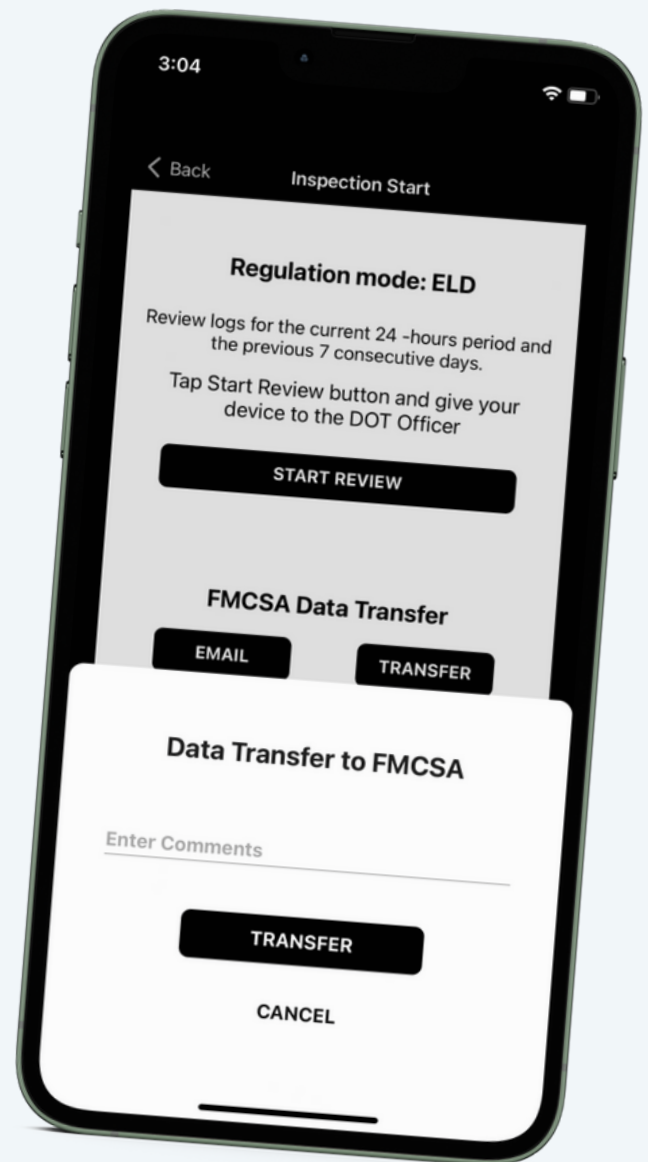 3:04
Back
Inspection Start
Regulation mode: ELD
Review logs for the current 24 -hours period and
the previous 7 consecutive days.
Tap Start Review button and give your
device to the DOT Officer
START REVIEW
FMCSA Data Transfer
EMAIL
TRANSFER
Data Transfer to FMCSA
Enter Comments
TRANSFER
CANCEL